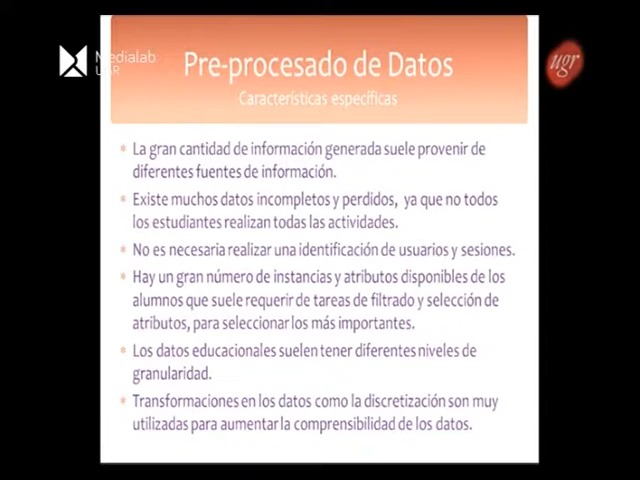 Medialab
UGR
Pre-procesado de Datos
ugr
Características específicas
La gran cantidad de información generada suele provenir de
diferentes fuentes de información.
Existe muchos datos incompletos y perdidos, ya que no todos
los estudiantes realizan todas las actividades.
No es necesaria realizar una identificación de usuarios y sesiones.
Hay un gran número de instancias y atributos disponibles de los
alumnos que suele requerir de tareas de filtrado y selección de
atributos, para seleccionar los más importantes.
Los datos educacionales suelen tener diferentes niveles de
granularidad.
Transformaciones en los datos como la discretización son muy
utilizadas para aumentar la comprensibilidad de los datos.